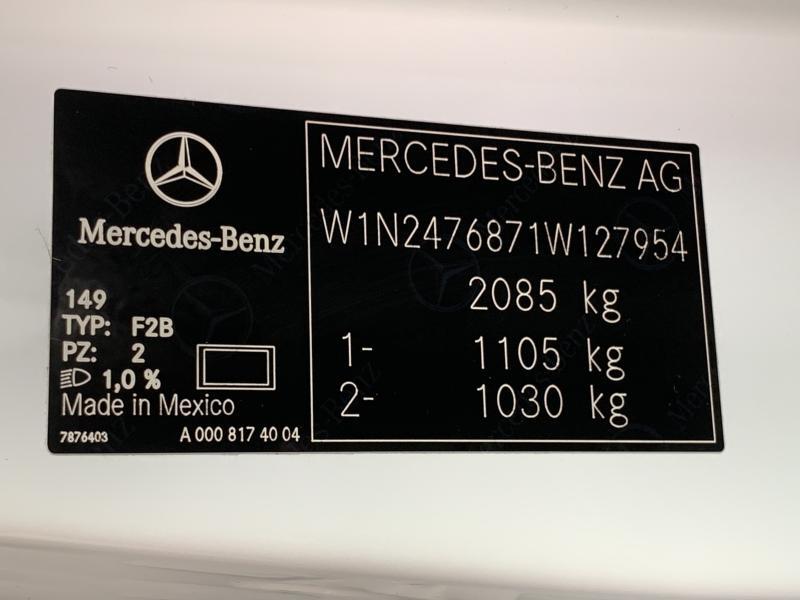 Mercedes-Benz
149
TYP: F2B
PZ: 2
1,0 %
Made in Mexico
7876403 A 000 817 40 04
MERCEDES-BENZ AG
W1N2476871W127954
2085 kg
1- 1105 kg
2- 1030 kg